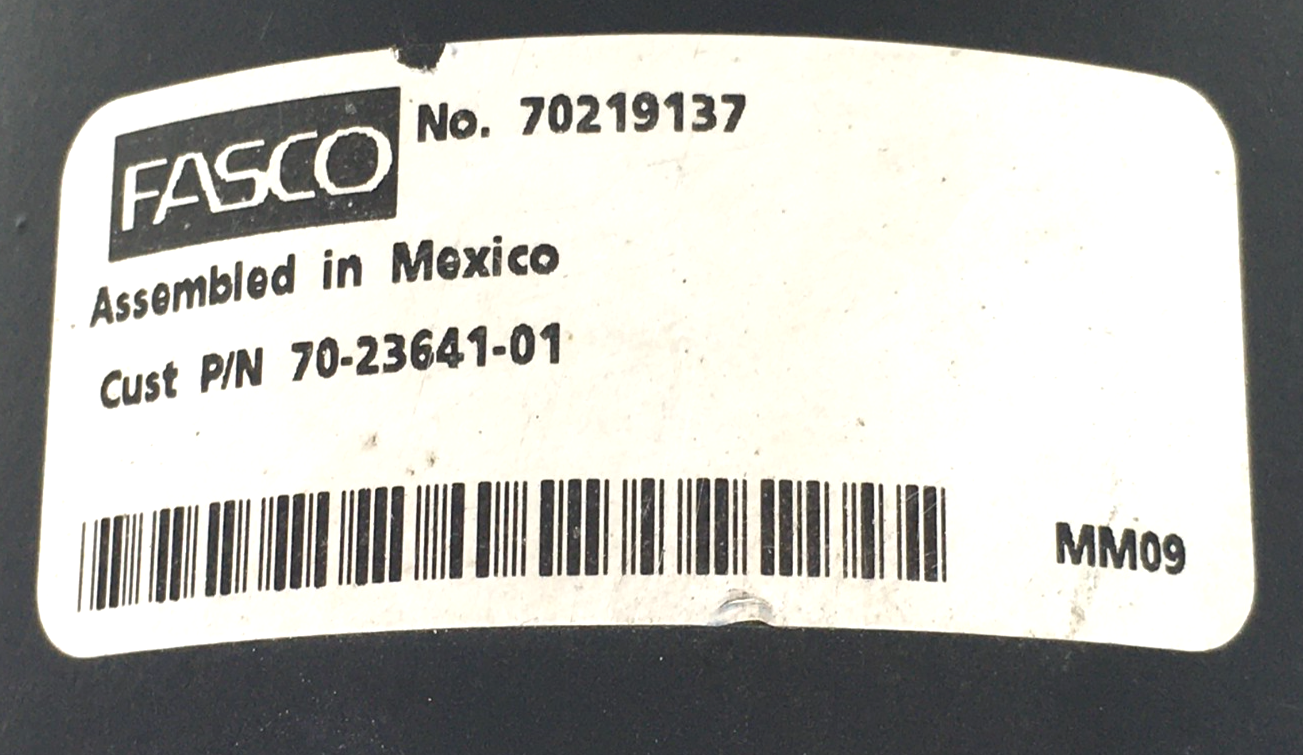 FASCO No. 70219137
Assembled in Mexico
Cust P/N 70-23641-01
MM09